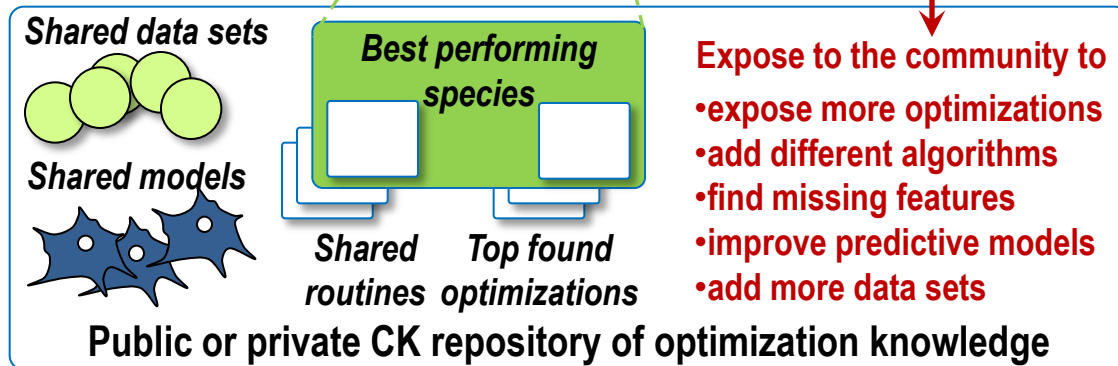 Shared data sets
Shared models
Best performing
species
Shared
routines
Top found
optimizations
Expose to the community to
•expose more optimizations
•add different algorithms
•find missing features
•improve predictive models
•add more data sets
Public or private CK repository of optimization knowledge